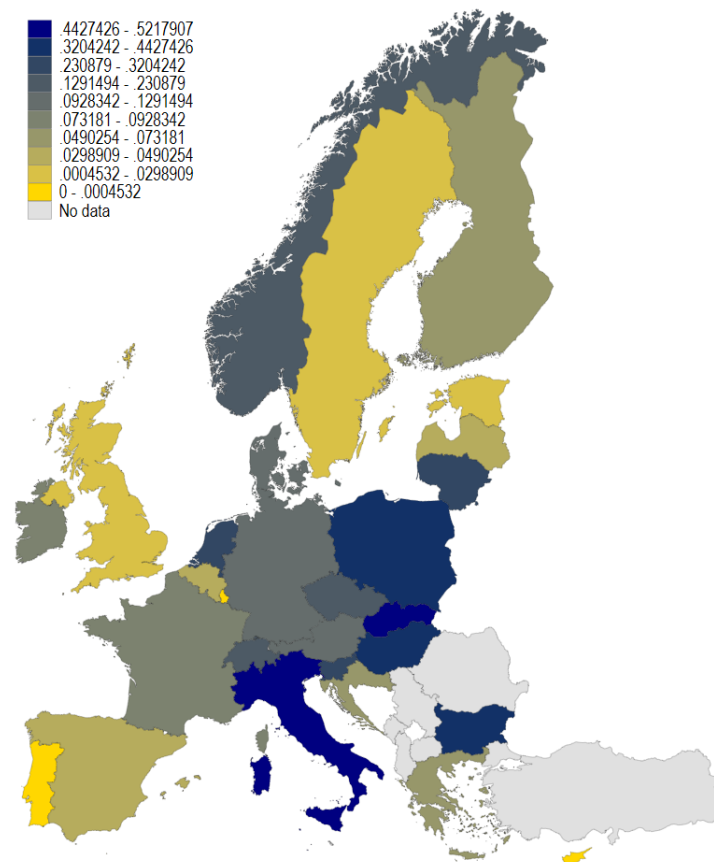 .4427426 - .5217907
.3204242 - .4427426
.230879 - .3204242
.1291494 - .230879
.0928342 - .1291494
.073181 - .0928342
.0490254 - .073181
.0298909 - .0490254
.0004532 - .0298909
0 - .0004532
No data